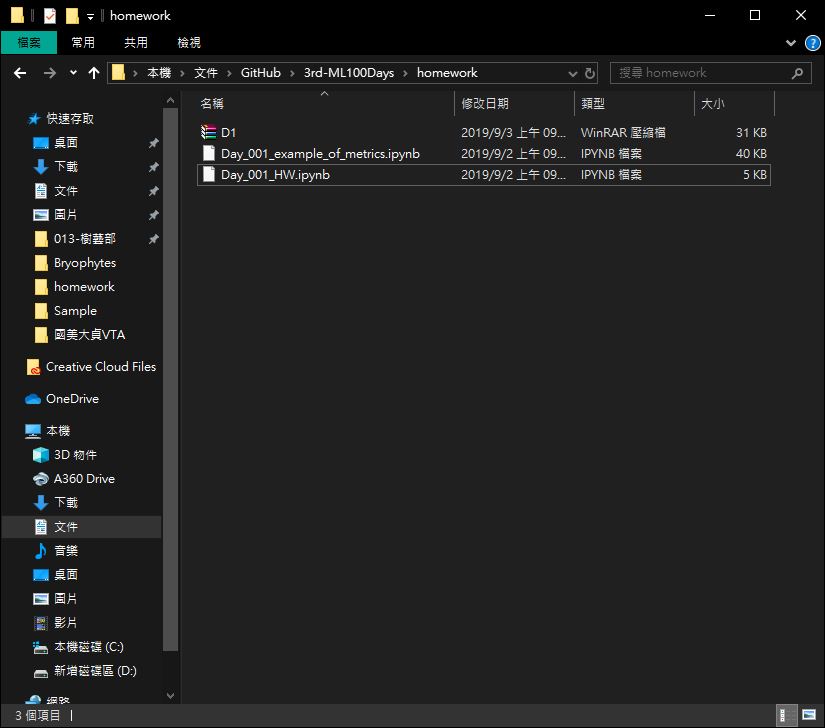 homework
檔案 常用 共用 檢視
本機 文件 GitHub 3rd-ML100Days homework
搜尋 homework
名稱 修改日期 類型 大小
D1 2019/9/3 上午 09... WinRAR 壓縮檔 31 KB
Day_001_example_of_metrics.ipynb 2019/9/2 上午 09... IPYNB 檔案 40 KB
Day_001_HW.ipynb 2019/9/2 上午 09... IPYNB 檔案 5 KB
快速存取
桌面
下載
文件
圖片
013-樹藝部
Bryophytes
homework
Sample
國美大貞VTA
Creative Cloud Files
OneDrive
本機
3D 物件
A360 Drive
下載
文件
音樂
桌面
圖片
影片
本機磁碟 (C:)
新增磁碟區 (D:)
網路
3 個項目